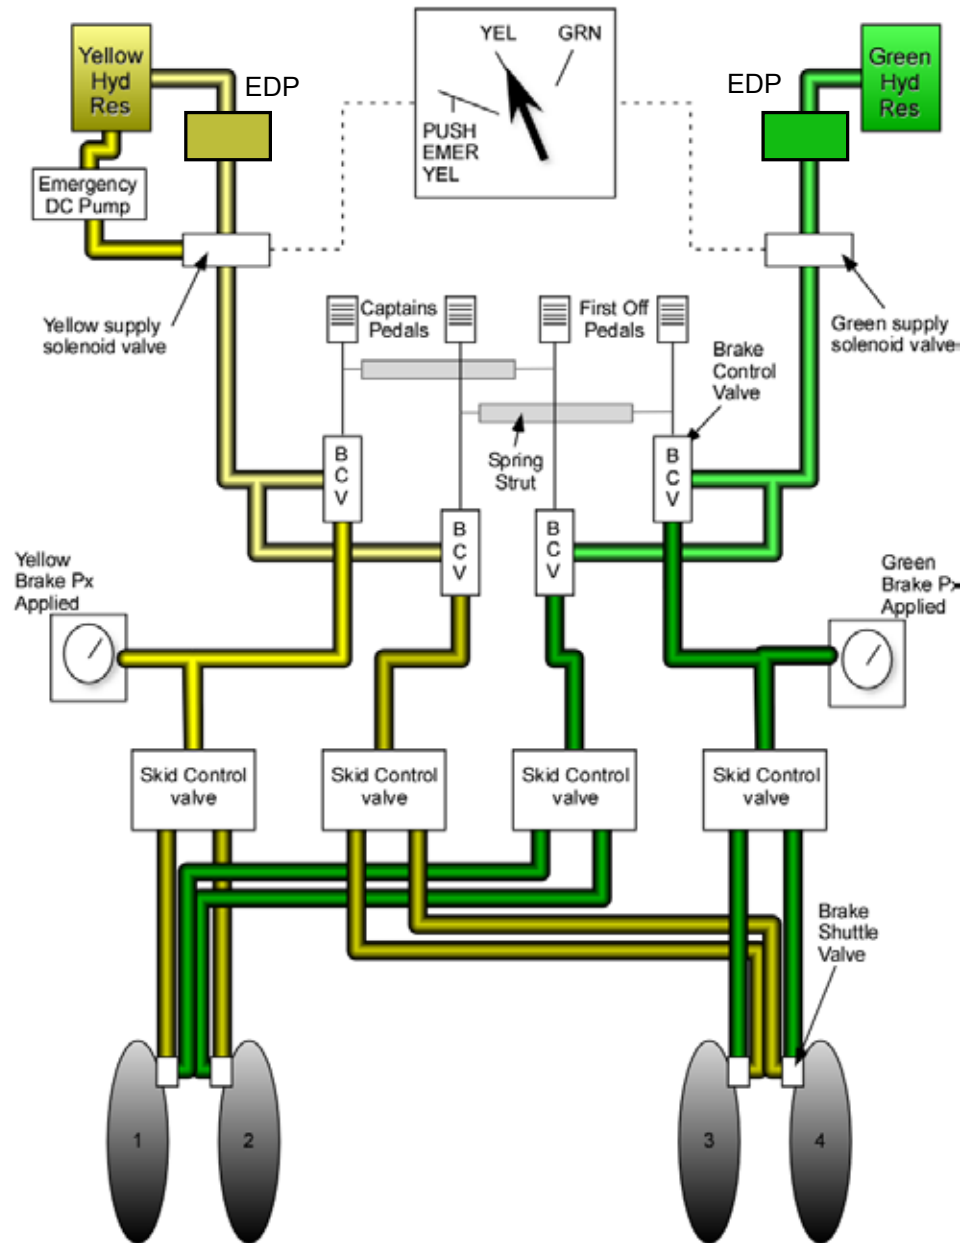 YEL
GRN
PUSH
EMER
YEL
Yellow
Hyd
Res
EDP
EDP
Green
Hyd
Res
Emergency
DC Pump
Yellow supply
solenoid valve
Captains
Pedals
First Off
Pedals
Green supply
solenoid valve
Brake
Control
Valve
Spring
Strut
B
C
V
B
C
V
B
C
V
B
C
V
Yellow
Brake Px
Applied
Green
Brake Px
Applied
Skid Control
valve
Skid Control
valve
Skid Control
valve
Skid Control
valve
Brake
Shuttle
Valve
1
2
3
4